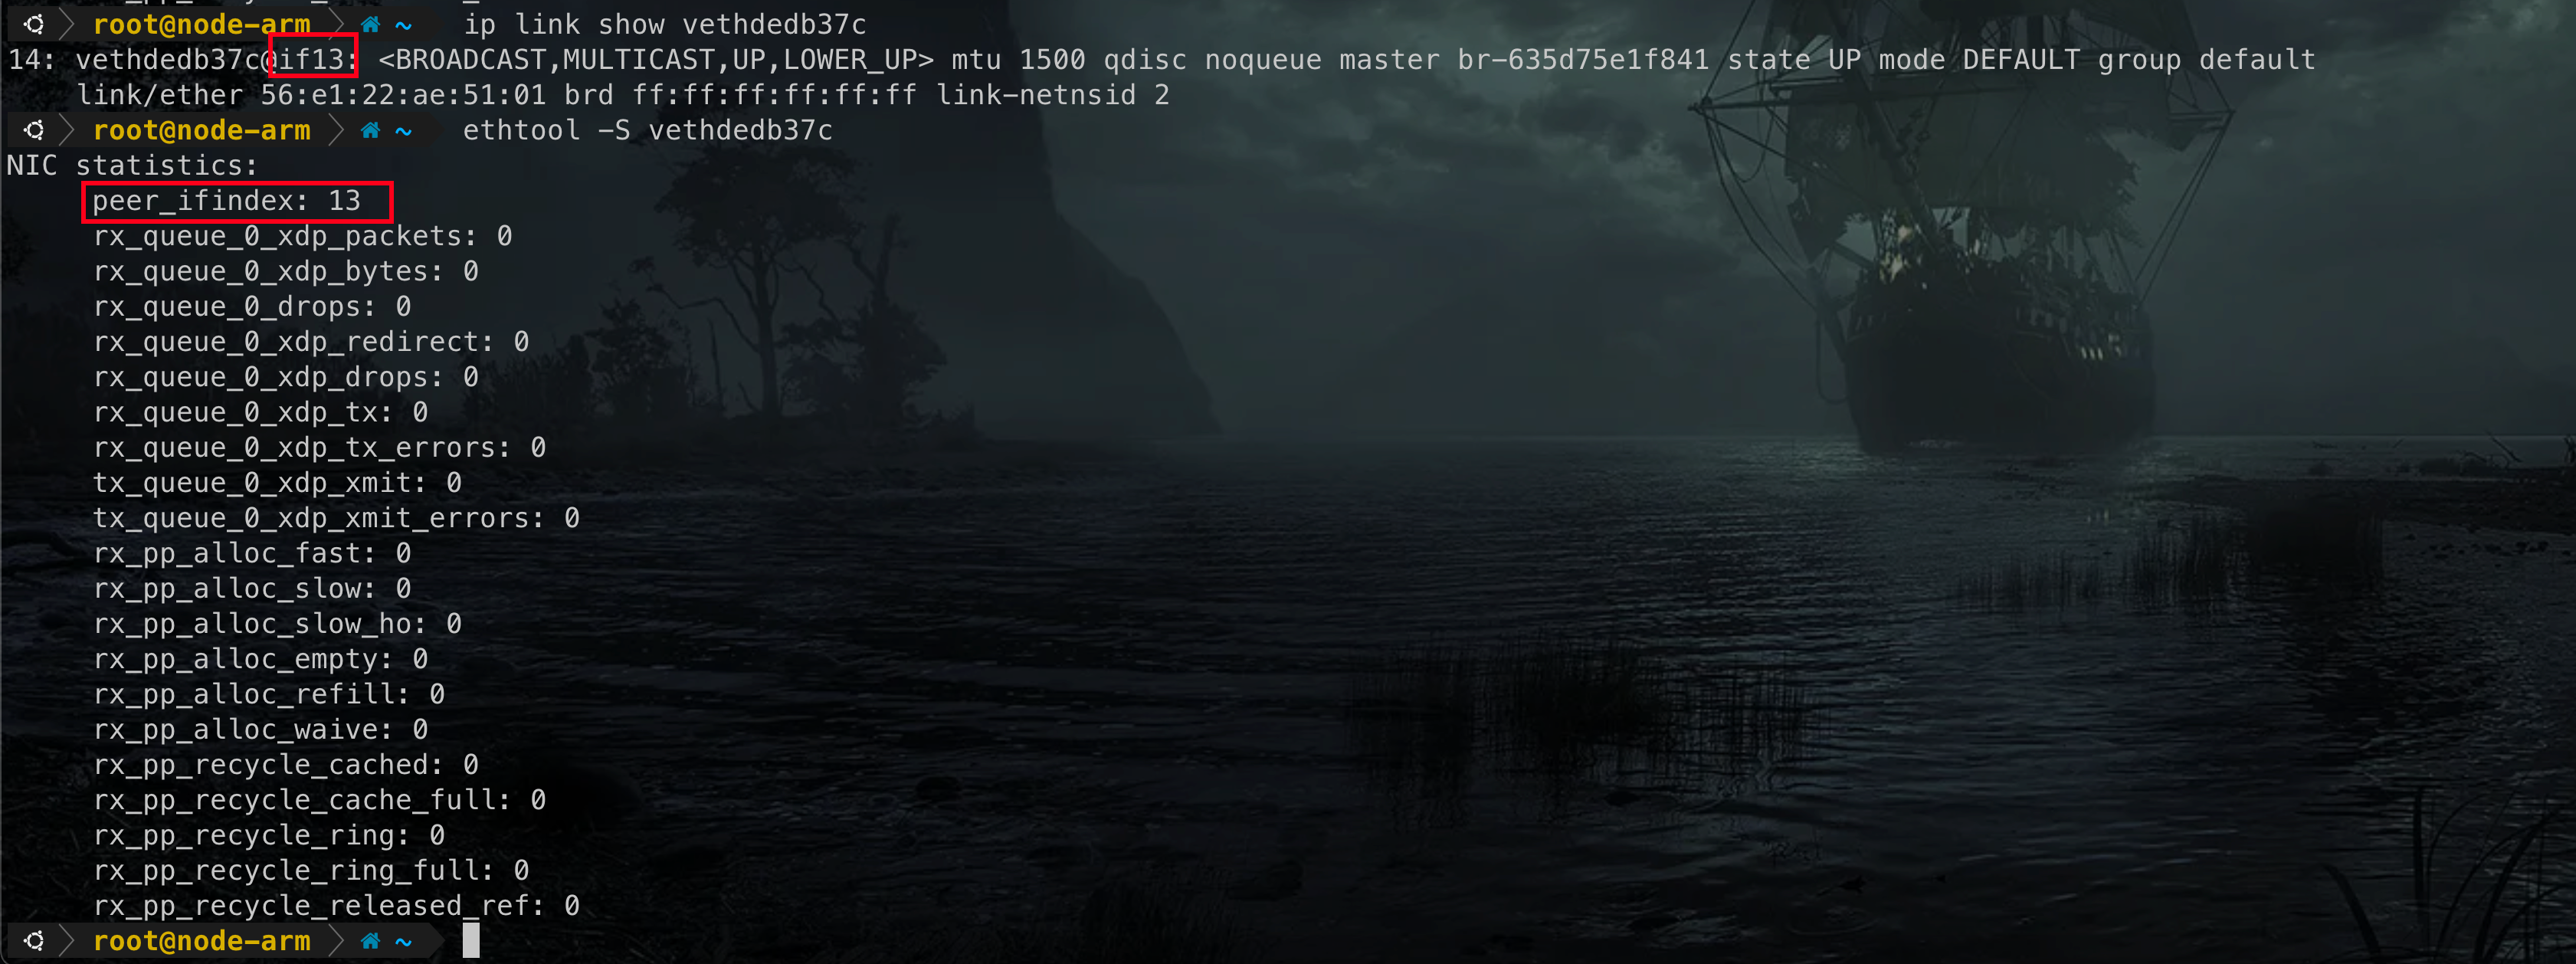 root@node-arm ~ ip link show vethdedb37c
14: vethdedb37c@if13: <BROADCAST,MULTICAST,UP,LOWER_UP> mtu 1500 qdisc noqueue master br-635d75e1f841 state UP mode DEFAULT group default
link/ether 56:e1:22:ae:51:01 brd ff:ff:ff:ff:ff:ff link-netnsid 2
root@node-arm ~ ethtool -S vethdedb37c
NIC statistics:
peer_ifindex: 13
rx_queue_0_xdp_packets: 0
rx_queue_0_xdp_bytes: 0
rx_queue_0_drops: 0
rx_queue_0_xdp_redirect: 0
rx_queue_0_xdp_drops: 0
rx_queue_0_xdp_tx: 0
rx_queue_0_xdp_tx_errors: 0
tx_queue_0_xdp_xmit: 0
tx_queue_0_xdp_xmit_errors: 0
rx_pp_alloc_fast: 0
rx_pp_alloc_slow: 0
rx_pp_alloc_slow_ho: 0
rx_pp_alloc_empty: 0
rx_pp_alloc_refill: 0
rx_pp_alloc_waive: 0
rx_pp_recycle_cached: 0
rx_pp_recycle_cache_full: 0
rx_pp_recycle_ring: 0
rx_pp_recycle_ring_full: 0
rx_pp_recycle_released_ref: 0
root@node-arm ~